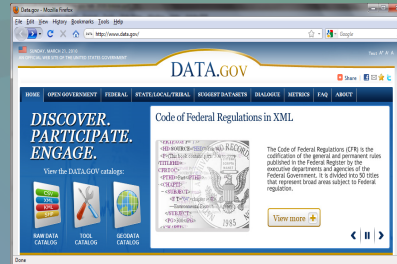 Data.gov - Mozilla Firefox
File Edit View History Bookmarks Tools Help
http://www.data.gov/
Google
SUNDAY, MARCH 21, 2010
AN OFFICIAL WEB SITE OF THE UNITED STATES GOVERNMENT
Text A A A
DATA.GOV
Share
HOME OPEN GOVERNMENT FEDERAL STATE/LOCAL/TRIBAL SUGGEST DATASETS DIALOGUE METRICS FAQ ABOUT
DISCOVER.
PARTICIPATE.
ENGAGE.
View the DATA.GOV catalogs:
CSV
XML
KML
SHP
RAW DATA
CATALOG
TOOL
CATALOG
GEODATA
CATALOG
Code of Federal Regulations in XML
1985
The Code of Federal Regulations (CFR) is the
codification of the general and permanent rules
published in the Federal Register by the
executive departments and agencies of the
Federal Government. It is divided into 50 titles
that represent broad areas subject to Federal
regulation.
View more
Done